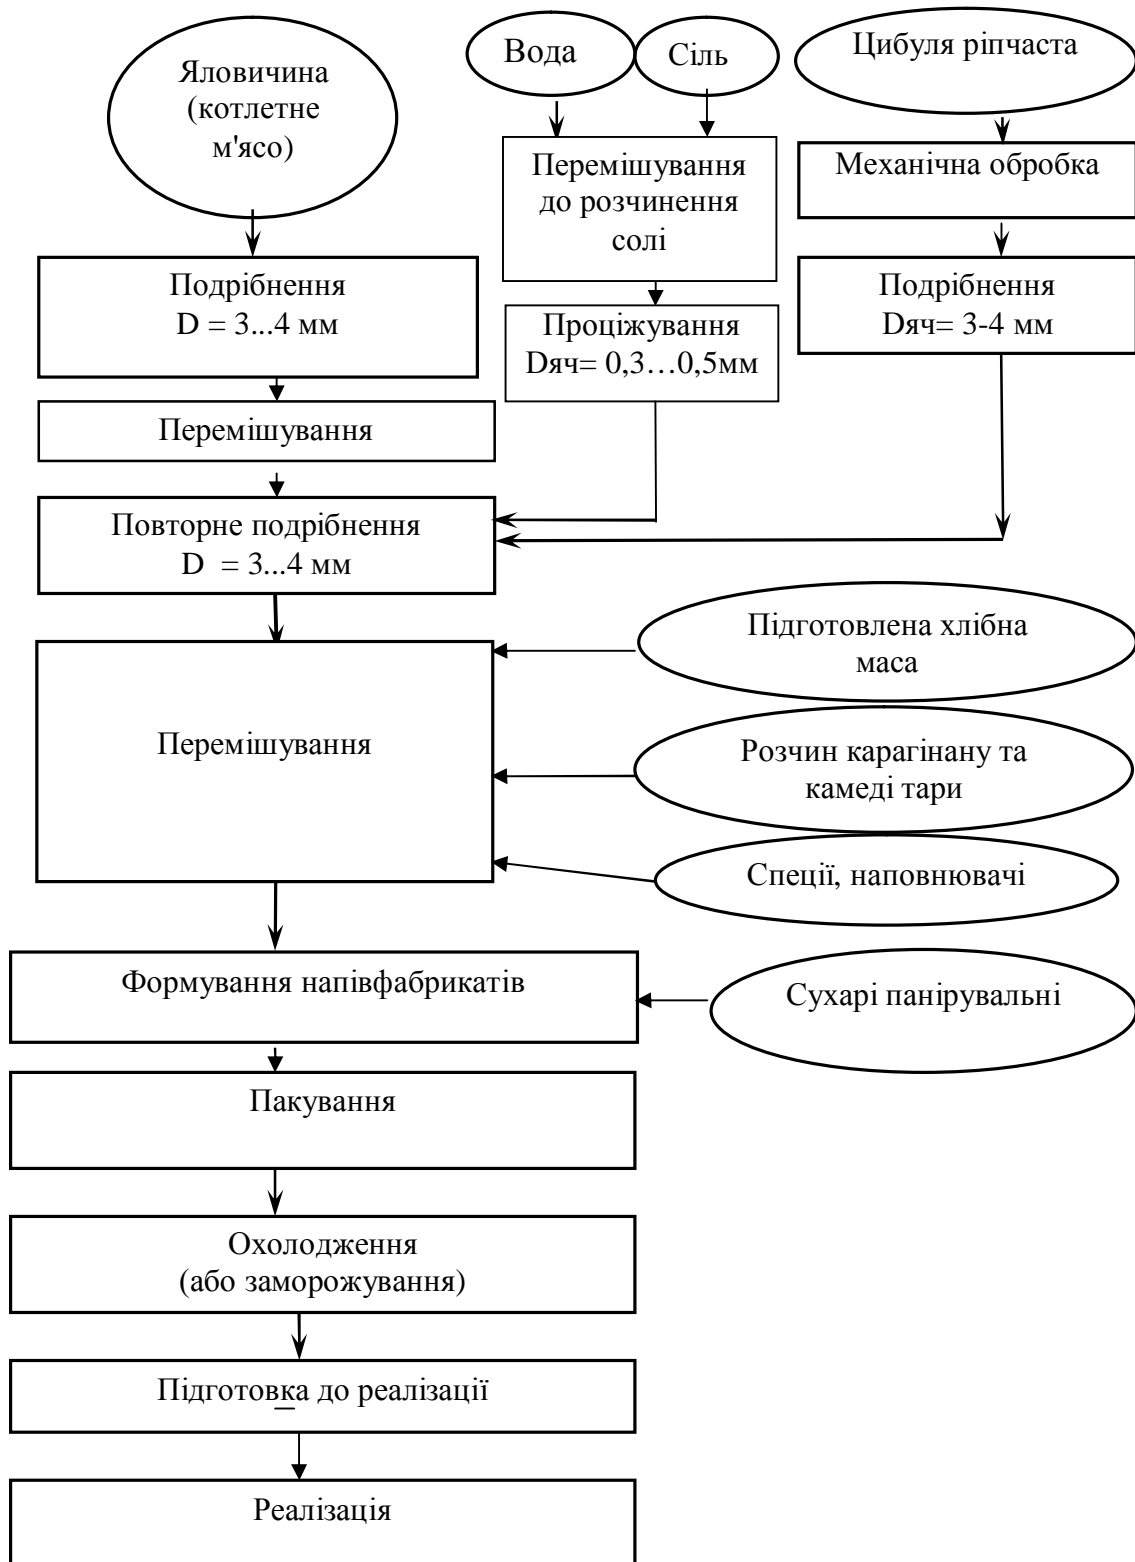 Яловичина
(котлетне
м'ясо)
Вода
Сіль
Цибуля ріпчаста
Перемішування
до розчинення
солі
Механічна обробка
Подрібнення
D = 3...4 мм
Проціжування
Dяч= 0,3…0,5мм
Подрібнення
Dяч= 3-4 мм
Перемішування
Повторне подрібнення
D = 3...4 мм
Підготовлена хлібна
маса
Перемішування
Розчин карагінану та
камеді тари
Спеції, наповнювачі
Формування напівфабрикатів
Сухарі панірувальні
Пакування
Охолодження
(або заморожування)
Підготовка до реалізації
Реалізація